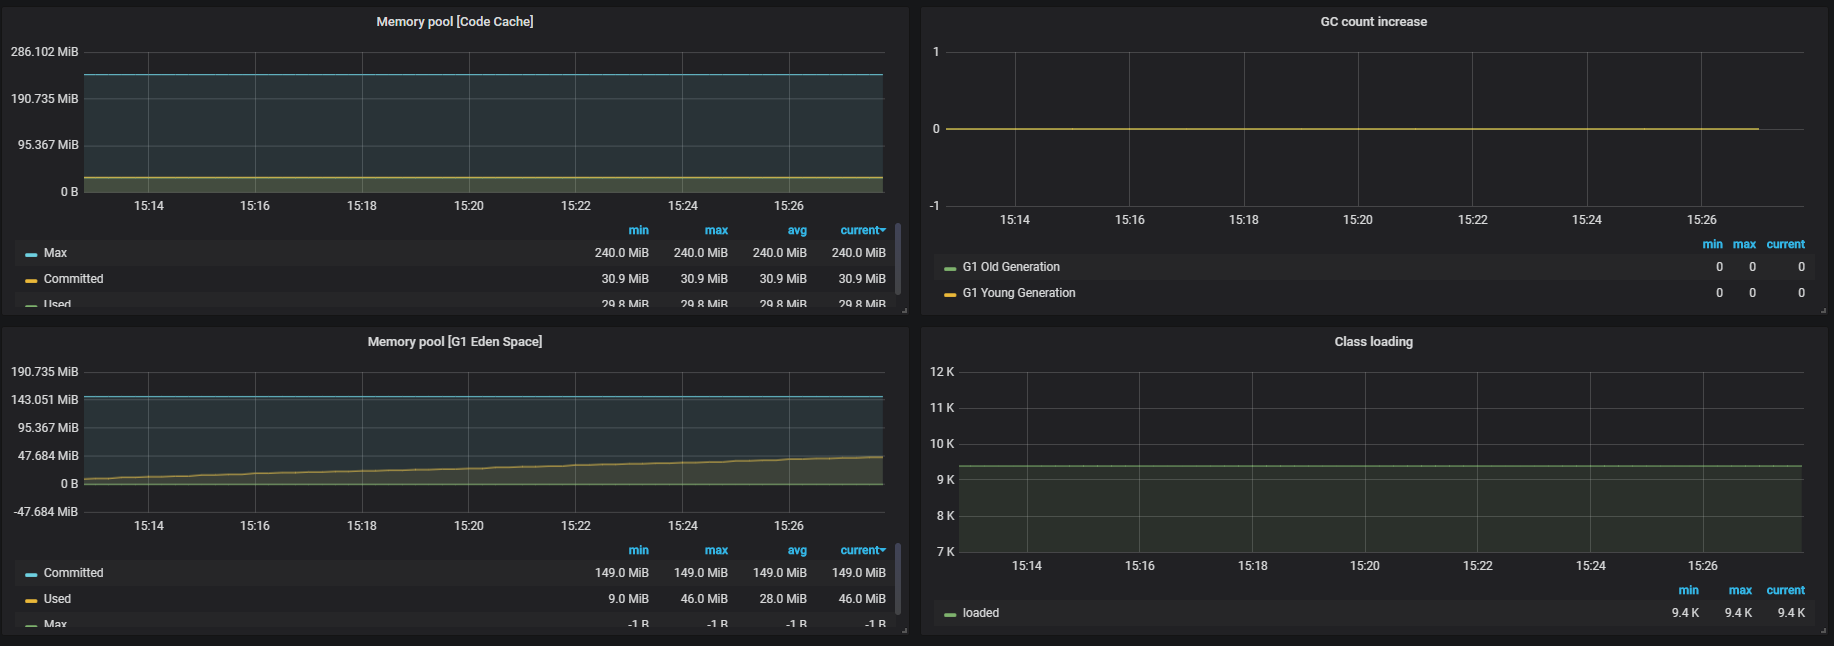 Memory pool [Code Cache]
286.102 MiB
190.735 MiB
95.367 MiB
0 B
15:14 15:16 15:18 15:20 15:22 15:24 15:26
min max avg current
Max 240.0 MiB 240.0 MiB 240.0 MiB 240.0 MiB
Committed 30.9 MiB 30.9 MiB 30.9 MiB 30.9 MiB
Used 29.8 MiB 29.8 MiB 29.8 MiB 29.8 MiB
GC count increase
1
0
-1
15:14 15:16 15:18 15:20 15:22 15:24 15:26
min max current
G1 Old Generation 0 0 0
G1 Young Generation 0 0 0
Memory pool [G1 Eden Space]
190.735 MiB
143.051 MiB
95.367 MiB
47.684 MiB
0 B
-47.684 MiB
15:14 15:16 15:18 15:20 15:22 15:24 15:26
min max avg current
Committed 149.0 MiB 149.0 MiB 149.0 MiB 149.0 MiB
Used 9.0 MiB 46.0 MiB 28.0 MiB 46.0 MiB
Max -1 B -1 B -1 B -1 B
Class loading
12 K
11 K
10 K
9 K
8 K
7 K
15:14 15:16 15:18 15:20 15:22 15:24 15:26
min max current
loaded 9.4 K 9.4 K 9.4 K